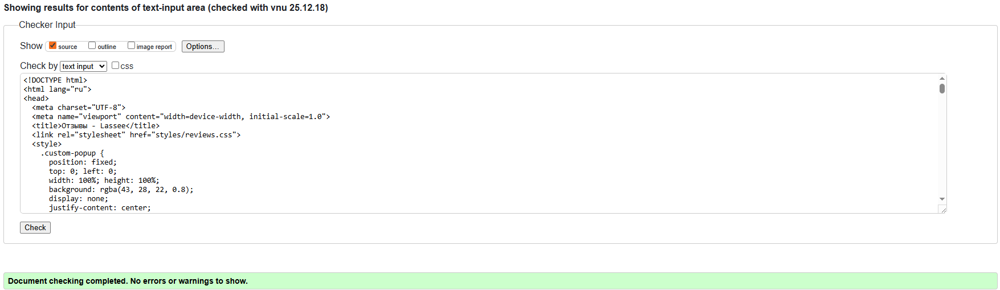 Showing results for contents of text-input area (checked with vnu 25.12.18)
Checker Input
Show source outline image report Options...
Check by text input css
<!DOCTYPE html>
<html lang="ru">
<head>
  <meta charset="UTF-8">
  <meta name="viewport" content="width=device-width, initial-scale=1.0">
  <title>Отзывы - Lassee</title>
  <link rel="stylesheet" href="styles/reviews.css">
  <style>
    .custom-popup {
      position: fixed;
      top: 0; left: 0;
      width: 100%; height: 100%;
      background: rgba(43, 28, 22, 0.8);
      display: none;
      justify-content: center;
Check
Document checking completed. No errors or warnings to show.